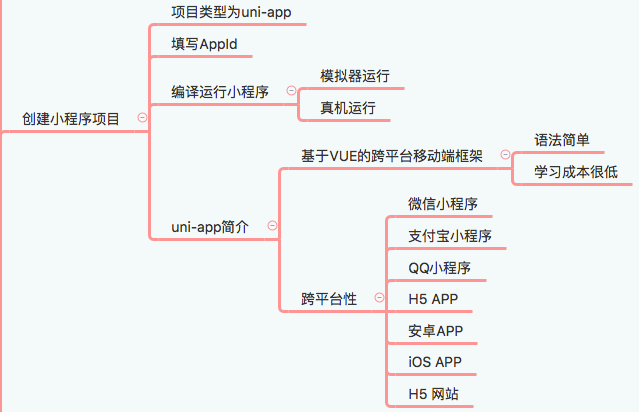 项目类型为uni-app
填写AppId
编译运行小程序
模拟器运行
真机运行
创建小程序项目
基于VUE的跨平台移动端框架
语法简单
学习成本很低
uni-app简介
跨平台性
微信小程序
支付宝小程序
QQ小程序
H5 APP
安卓APP
iOS APP
H5 网站